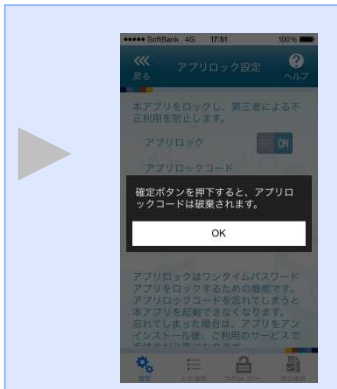 SoftBank 4G 17:51 100%
戻る アプリロック設定 ヘルプ
本アプリをロックし、第三者による不
正利用を防止します。
アプリロック ON
アプリロックコード
確定ボタンを押下すると、アプリロ
ックコードは破棄されます。
OK
アプリロックはワンタイムパスワード
アプリをロックするための機能です。
アプリロックコードを忘れてしまうと
本アプリを起動できなくなります。
忘れてしまった場合は、アプリをアン
インストール後、ご利用のサービスで